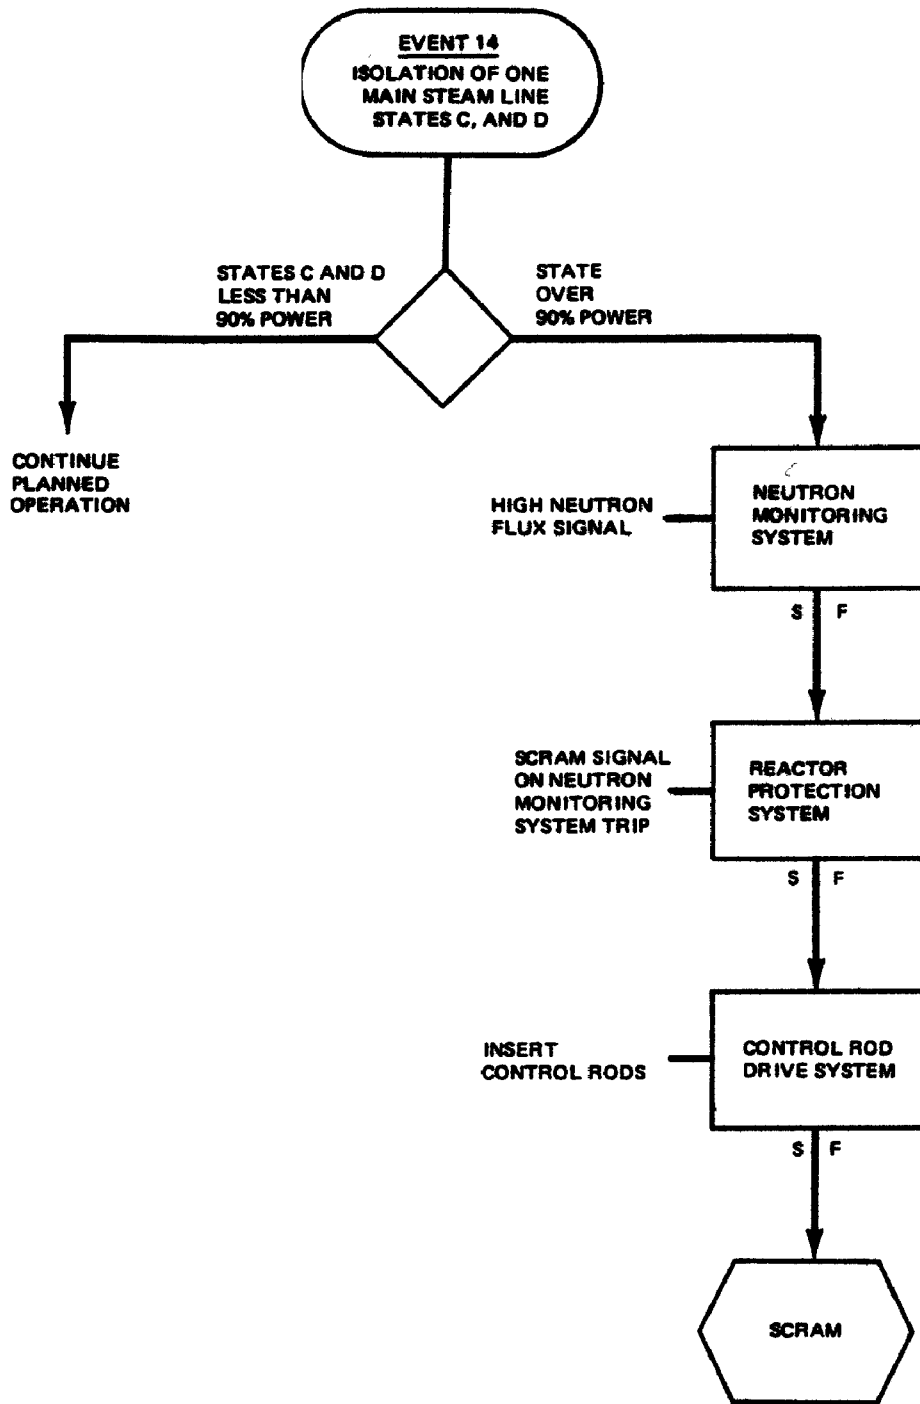 EVENT 14
ISOLATION OF ONE
MAIN STEAM LINE
STATES C, AND D
STATES C AND D
LESS THAN
90% POWER
STATE
OVER
90% POWER
CONTINUE
PLANNED
OPERATION
HIGH NEUTRON
FLUX SIGNAL
NEUTRON
MONITORING
SYSTEM
S F
SCRAM SIGNAL
ON NEUTRON
MONITORING
SYSTEM TRIP
REACTOR
PROTECTION
SYSTEM
S F
INSERT
CONTROL RODS
CONTROL ROD
DRIVE SYSTEM
S F
SCRAM